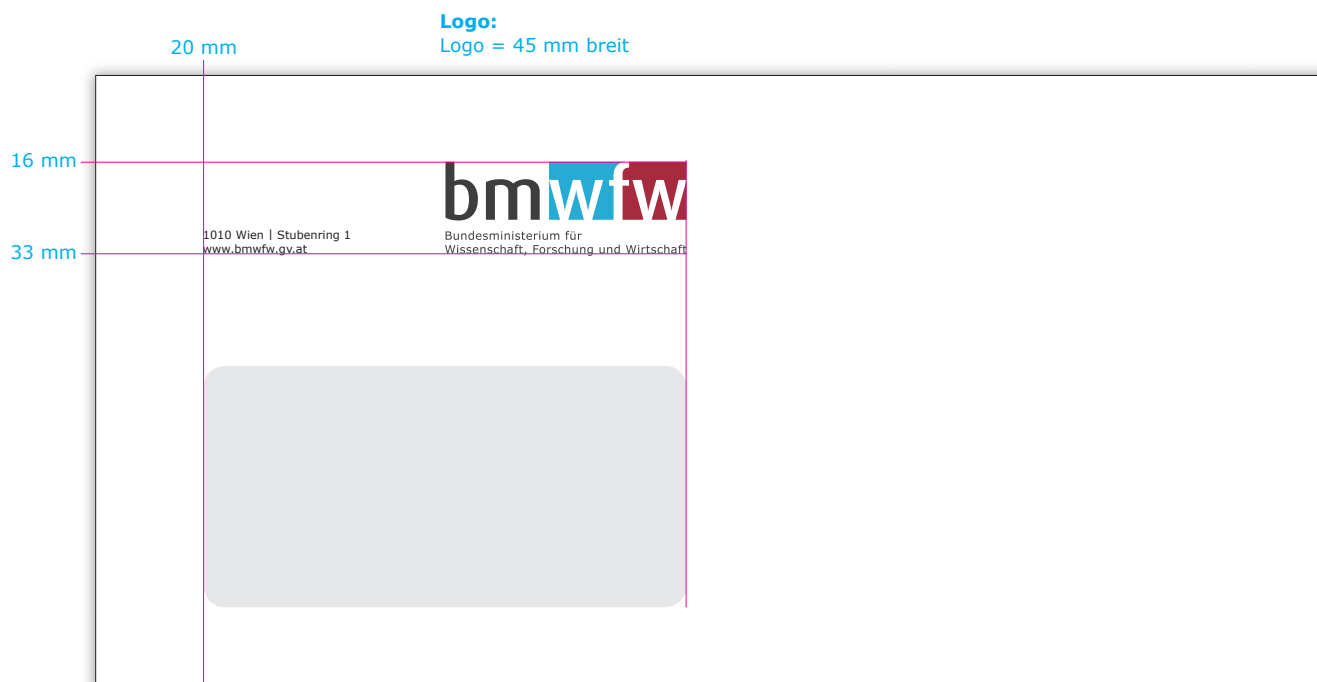 Logo:
Logo = 45 mm breit
20 mm
16 mm
bmwfw
1010 Wien | Stubenring 1
www.bmwfw.gv.at
Bundesministerium für
Wissenschaft, Forschung und Wirtschaft
33 mm